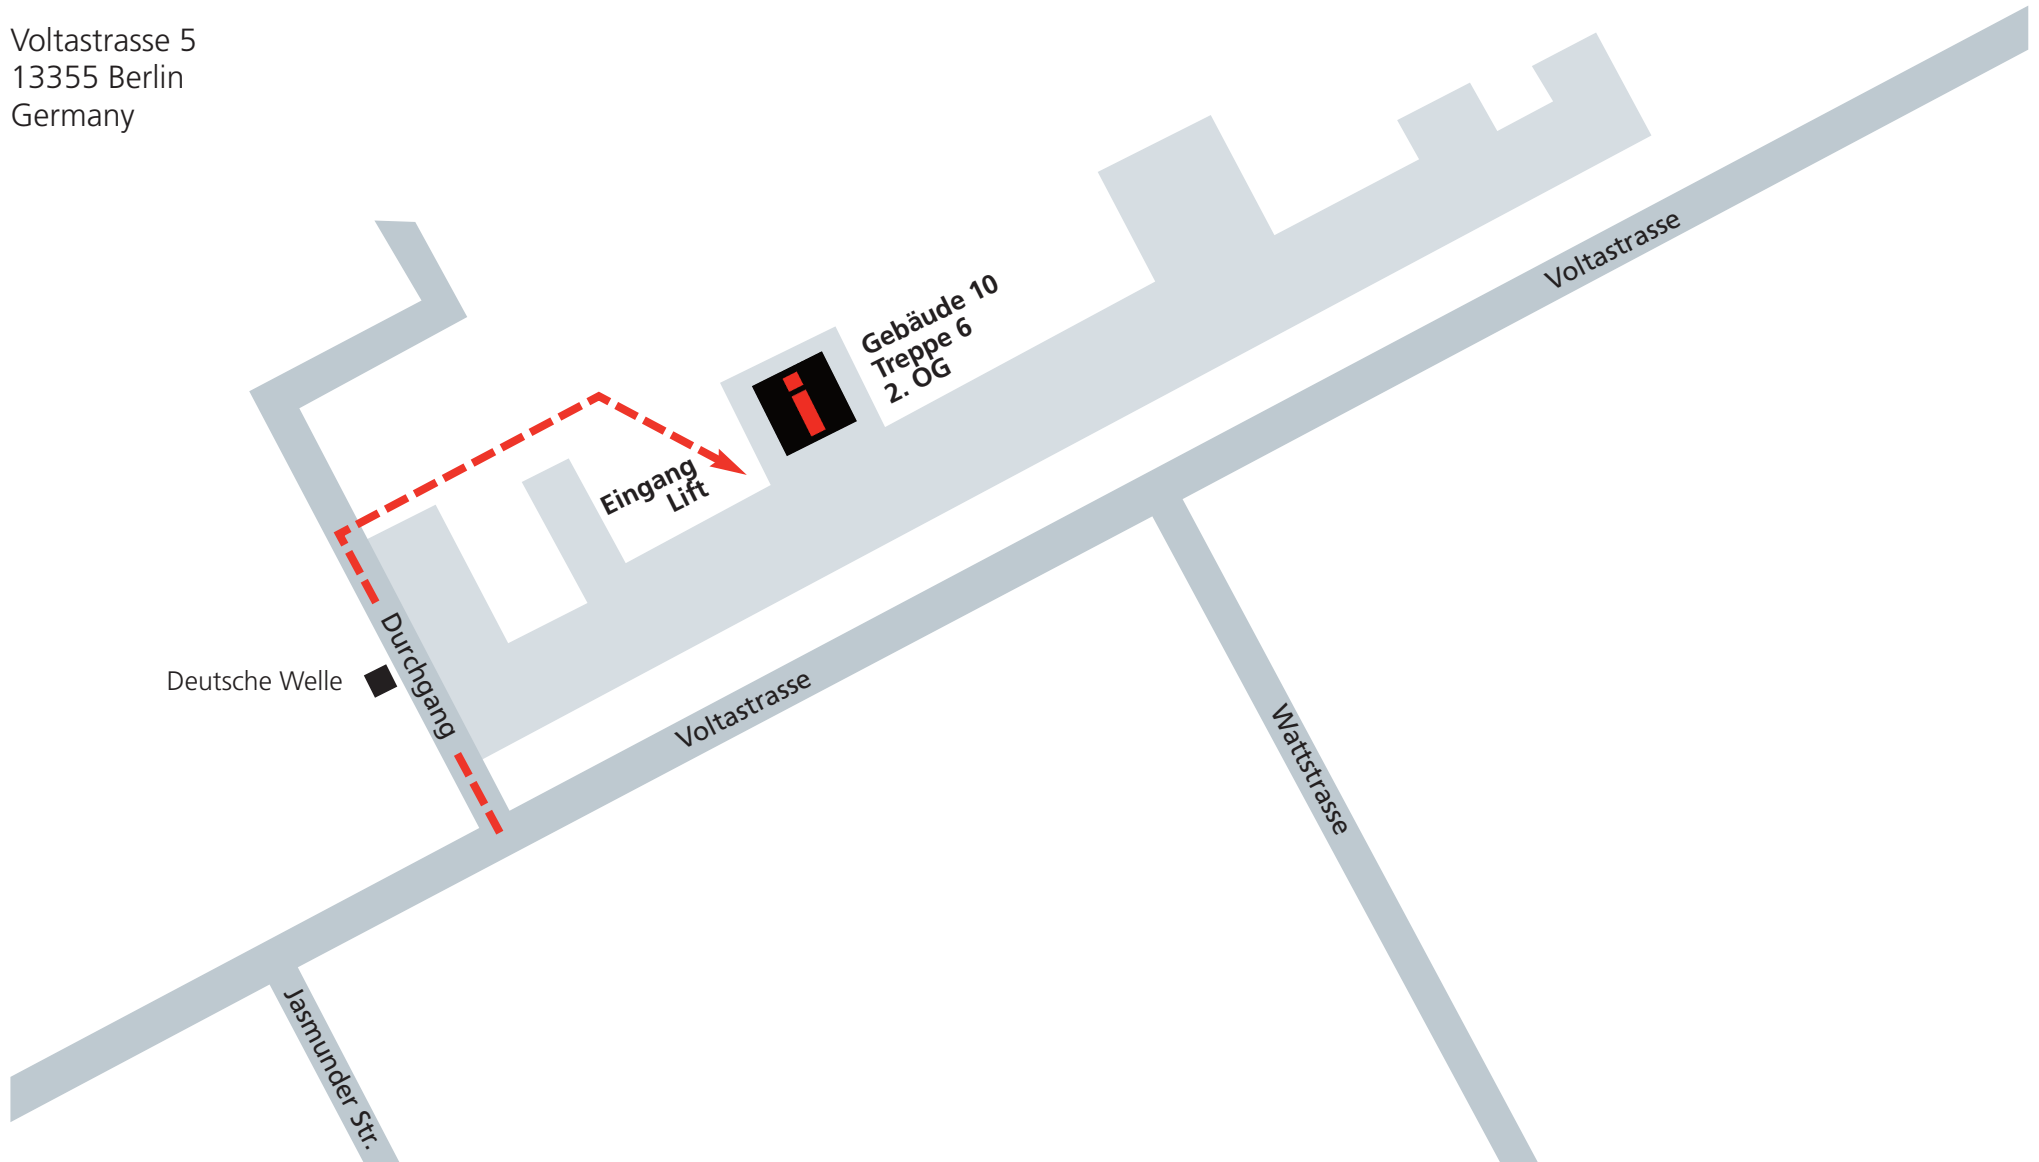 Voltastrasse 5
13355 Berlin
Germany
Voltastrasse
Gebäude 10
Treppe 6
2. OG
i
Eingang
Lift
Durchgang
Deutsche Welle
Voltastrasse
Wattstrasse
Jasmunder Str.